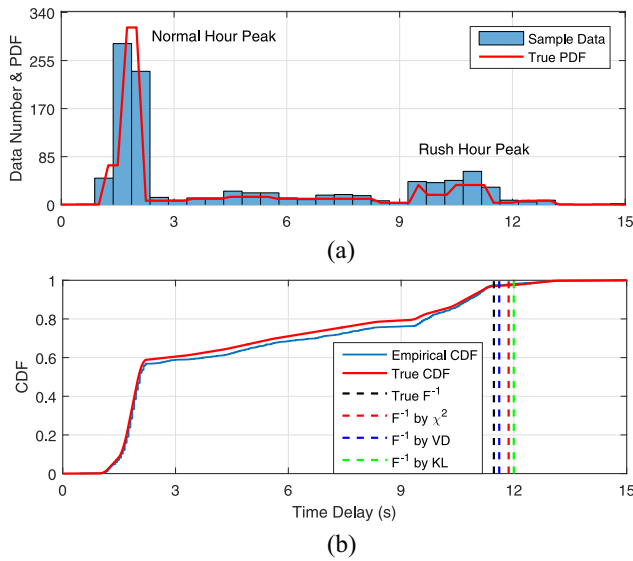 340
255
170
85
0
Data Number & PDF
Normal Hour Peak
Rush Hour Peak
Sample Data
True PDF
0 3 6 9 12 15
(a)
1
0.8
0.6
0.4
0.2
0
CDF
Empirical CDF
True CDF
True F⁻¹
F⁻¹ by χ²
F⁻¹ by VD
F⁻¹ by KL
0 3 6 9 12 15
Time Delay (s)
(b)